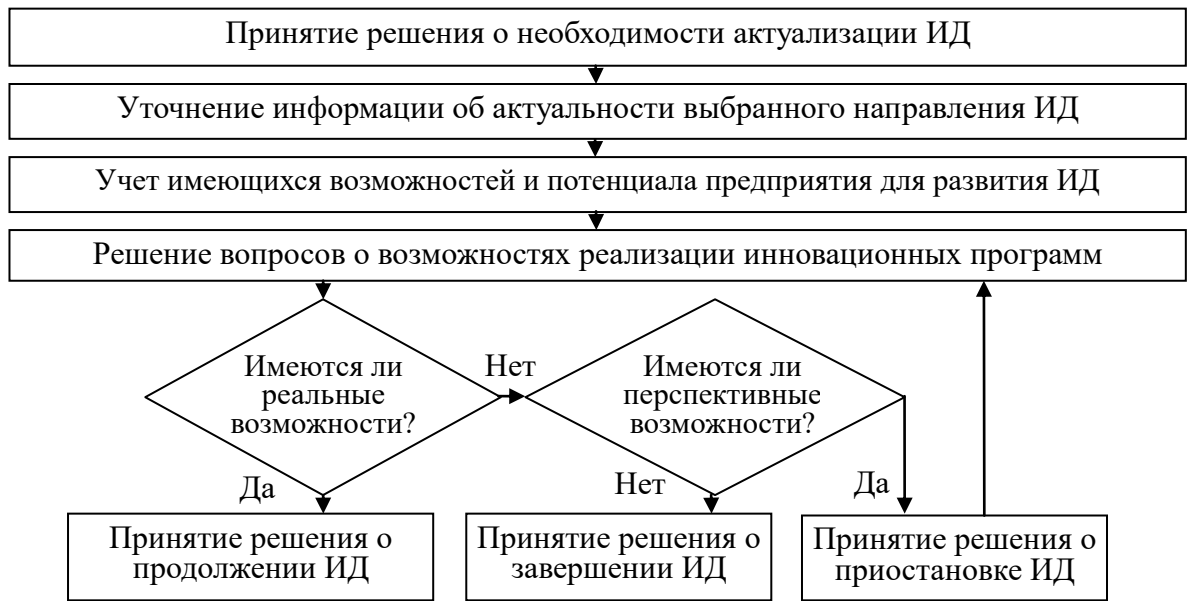 Принятие решения о необходимости актуализации ИД
Уточнение информации об актуальности выбранного направления ИД
Учет имеющихся возможностей и потенциала предприятия для развития ИД
Решение вопросов о возможностях реализации инновационных программ
Имеются ли
реальные
возможности?
Нет
Имеются ли
перспективные
возможности?
Да
Нет
Да
Принятие решения о
продолжении ИД
Принятие решения о
завершении ИД
Принятие решения о
приостановке ИД